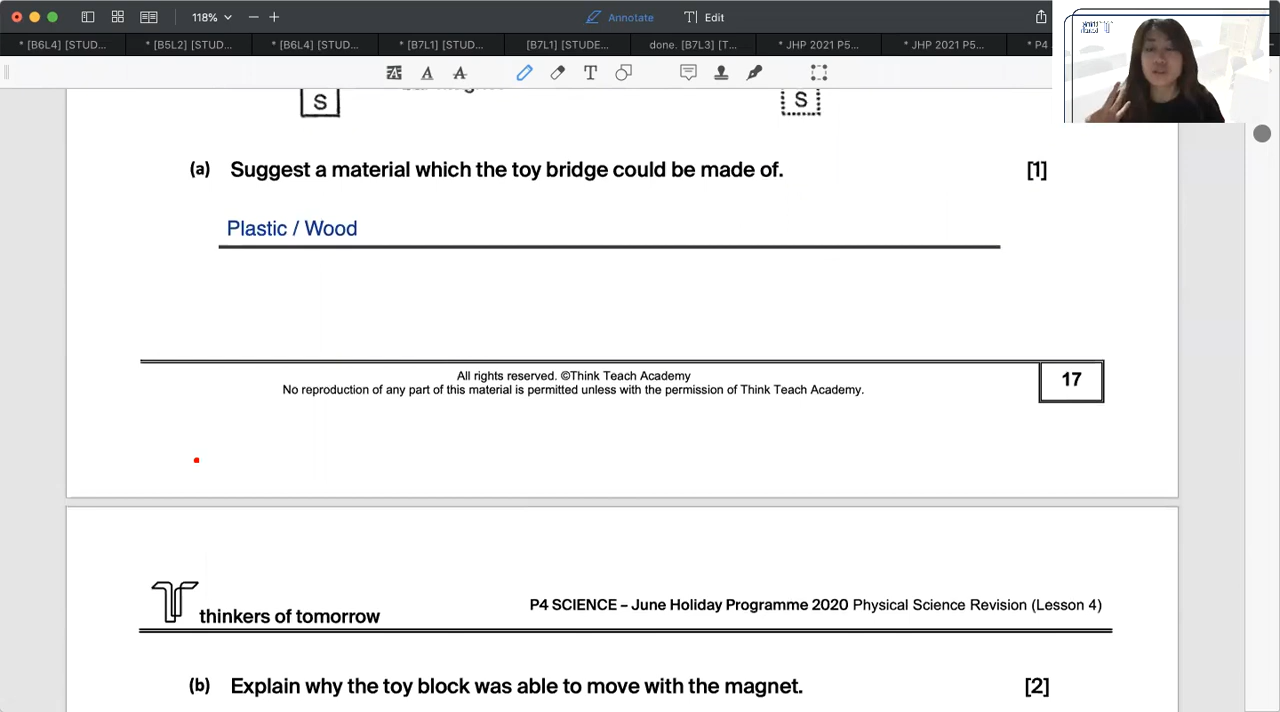 118%
Annotate
Edit
* [B6L4] [STUD...
* [B5L2] [STUD...
* [B6L4] [STUD...
* [B7L1] [STUD...
[B7L1] [STUDE...
done. [B7L3] [T...
* JHP 2021 P5...
* JHP 2021 P5...
* P4
S
S
(a) Suggest a material which the toy bridge could be made of. [1]
Plastic / Wood
All rights reserved. ©Think Teach Academy
No reproduction of any part of this material is permitted unless with the permission of Think Teach Academy.
17
thinkers of tomorrow
P4 SCIENCE – June Holiday Programme 2020 Physical Science Revision (Lesson 4)
(b) Explain why the toy block was able to move with the magnet. [2]